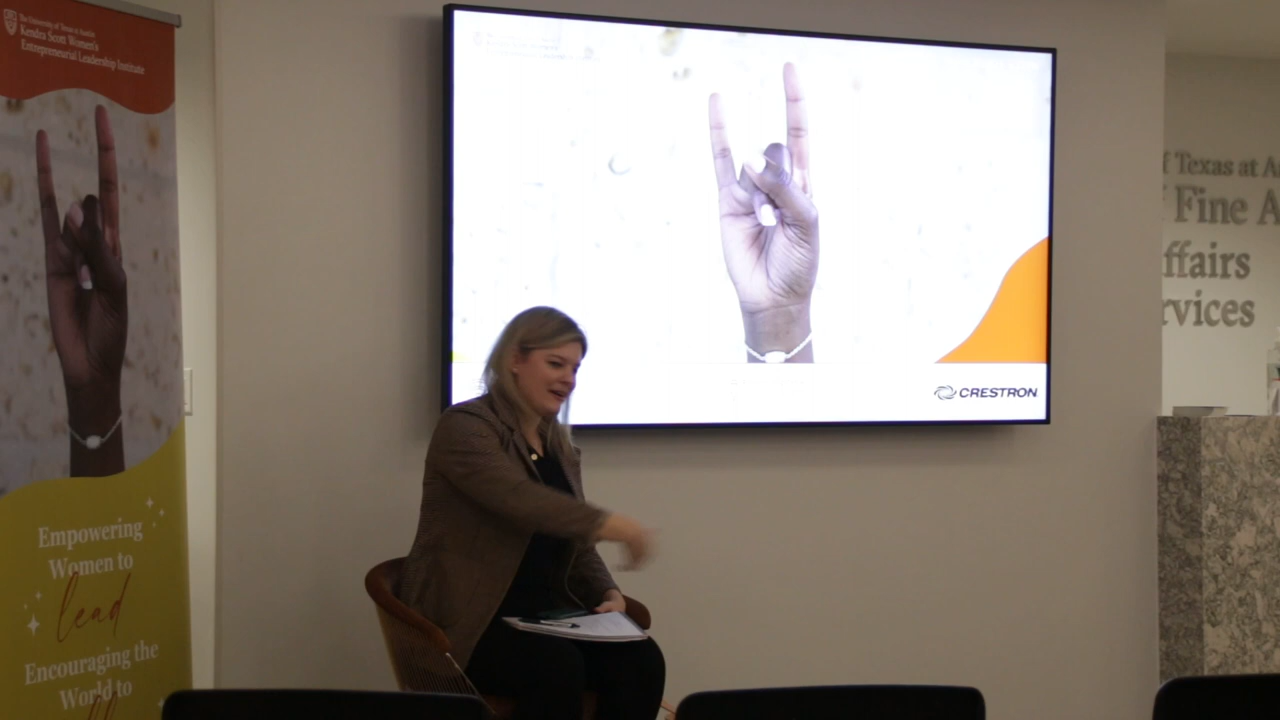 The University of Texas at Austin
Kendra Scott Women's
Entrepreneurial Leadership Institute
Empowering
Women to
lead
Encouraging the
World to
CRESTRON
f Texas at A
Fine A
ffairs
rvices